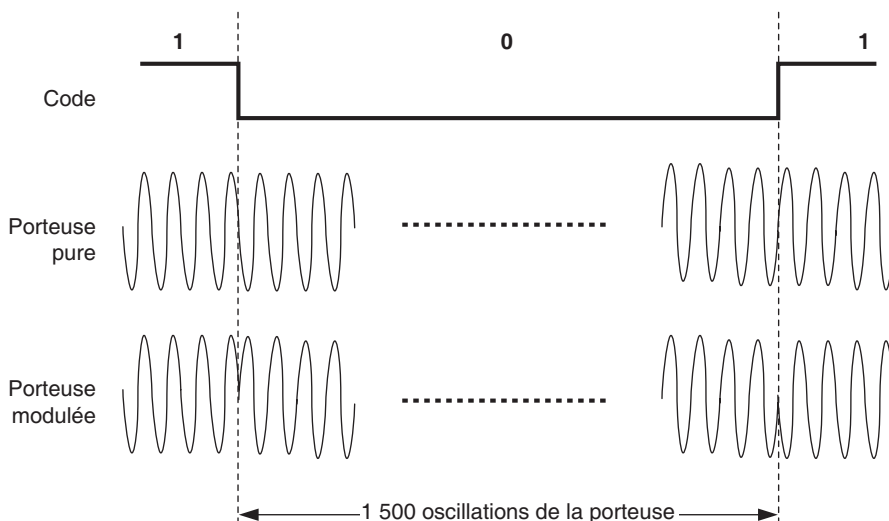 1 0 1
Code
Porteuse
pure
Porteuse
modulée
1 500 oscillations de la porteuse